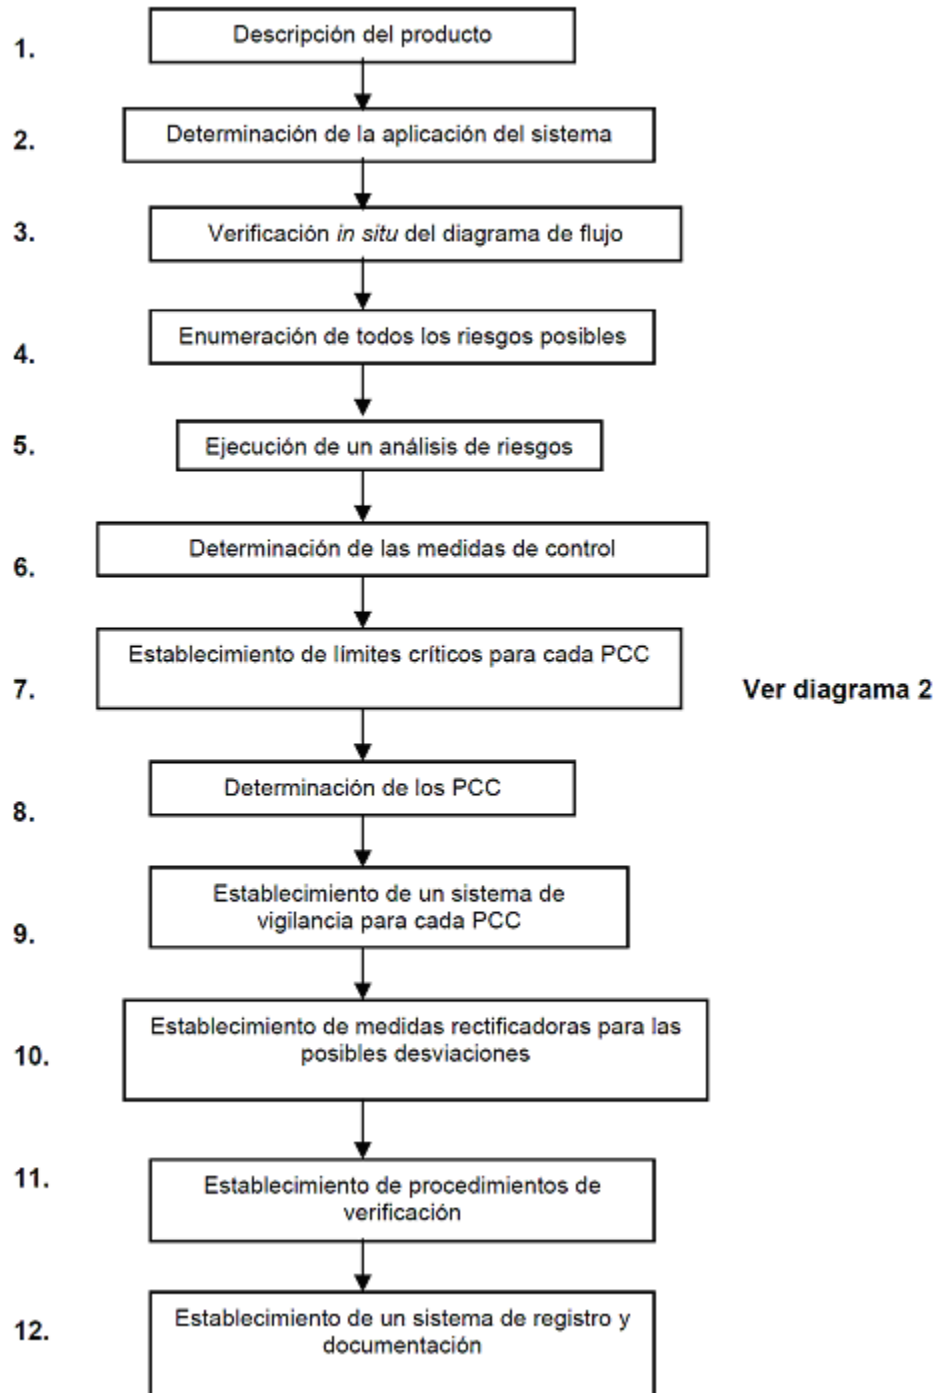 1. Descripción del producto
2. Determinación de la aplicación del sistema
3. Verificación in situ del diagrama de flujo
4. Enumeración de todos los riesgos posibles
5. Ejecución de un análisis de riesgos
6. Determinación de las medidas de control
7. Establecimiento de límites críticos para cada PCC
Ver diagrama 2
8. Determinación de los PCC
9. Establecimiento de un sistema de
vigilancia para cada PCC
10. Establecimiento de medidas rectificadoras para las
posibles desviaciones
11. Establecimiento de procedimientos de
verificación
12. Establecimiento de un sistema de registro y
documentación